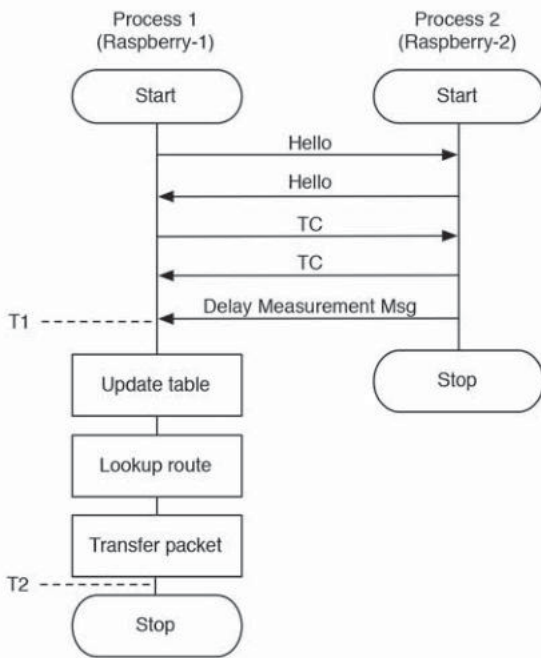 Process 1
(Raspberry-1)
Process 2
(Raspberry-2)
Start
Start
Hello
Hello
TC
TC
Delay Measurement Msg
T1
Update table
Stop
Lookup route
Transfer packet
T2
Stop